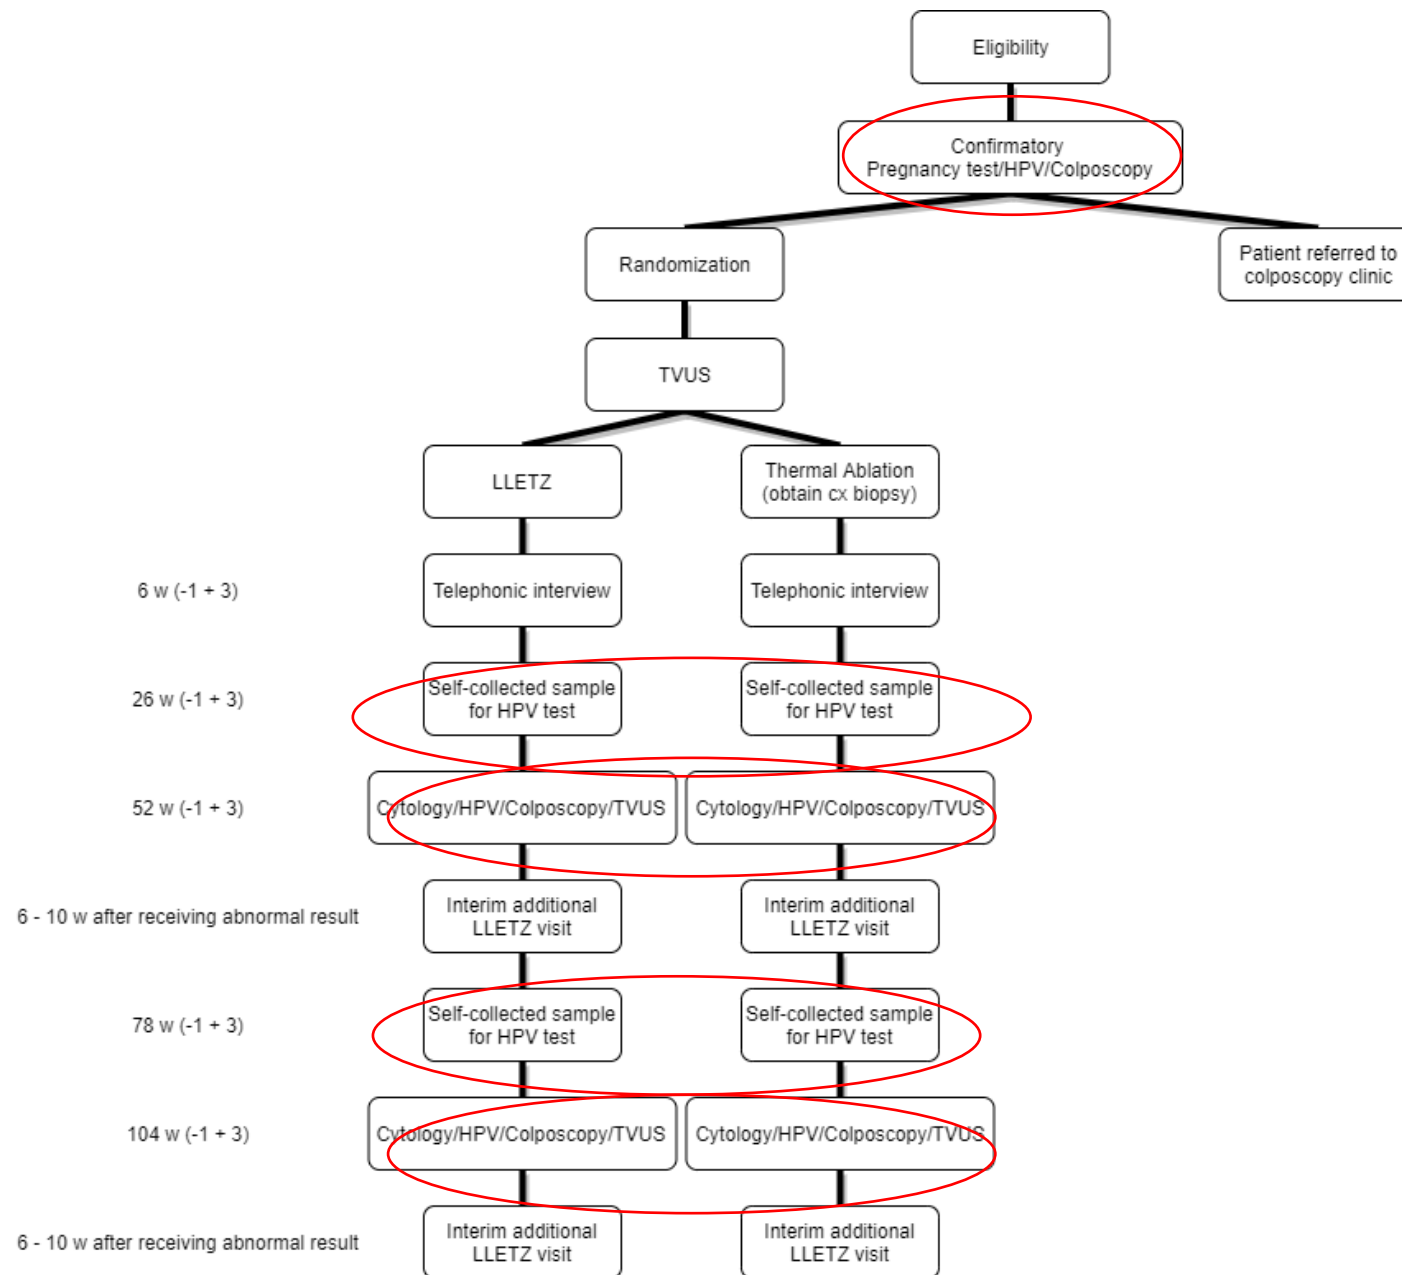 Eligibility
Confirmatory
Pregnancy test/HPV/Colposcopy
Randomization
Patient referred to
colposcopy clinic
TVUS
LLETZ
Thermal Ablation
(obtain cx biopsy)
6 w (-1 + 3)
Telephonic interview
Telephonic interview
26 w (-1 + 3)
Self-collected sample
for HPV test
Self-collected sample
for HPV test
52 w (-1 + 3)
Cytology/HPV/Colposcopy/TVUS
Cytology/HPV/Colposcopy/TVUS
6 - 10 w after receiving abnormal result
Interim additional
LLETZ visit
Interim additional
LLETZ visit
78 w (-1 + 3)
Self-collected sample
for HPV test
Self-collected sample
for HPV test
104 w (-1 + 3)
Cytology/HPV/Colposcopy/TVUS
Cytology/HPV/Colposcopy/TVUS
6 - 10 w after receiving abnormal result
Interim additional
LLETZ visit
Interim additional
LLETZ visit